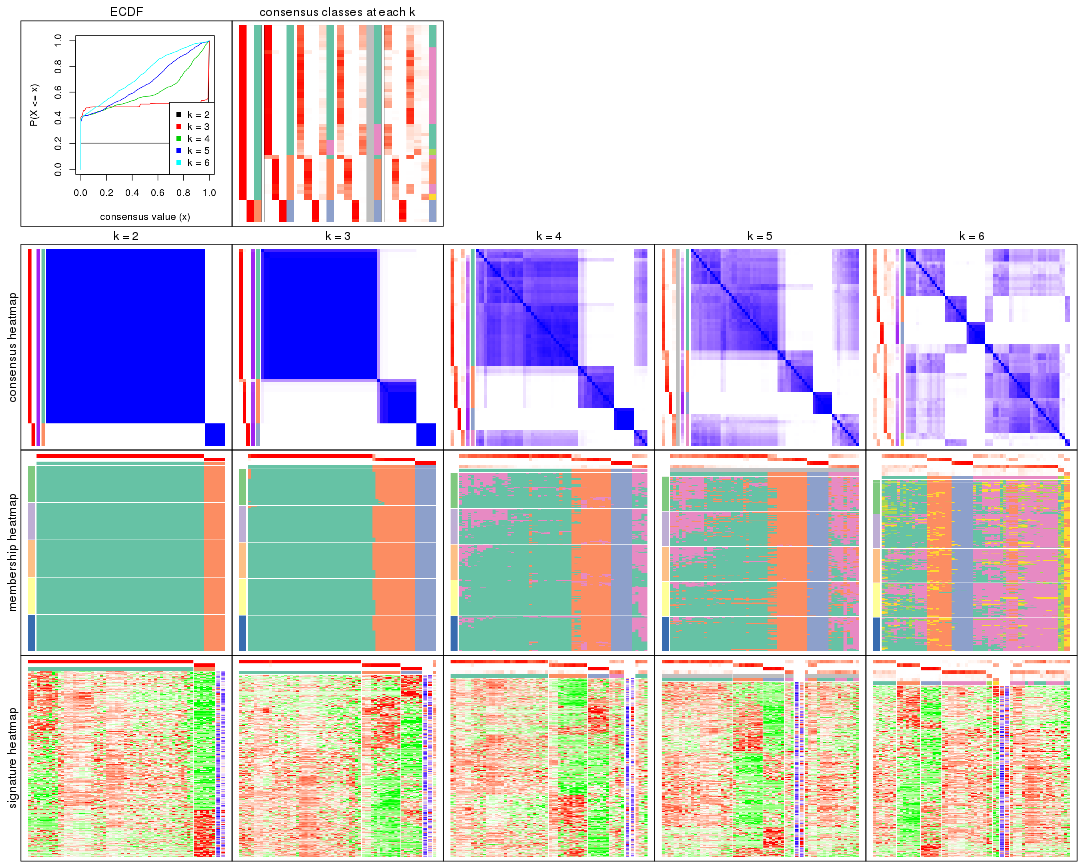 ECDF
consensus classes at each k
P(X <= x)
0.0
0.2
0.4
0.6
0.8
1.0
k = 2
k = 3
k = 4
k = 5
k = 6
0.0 0.2 0.4 0.6 0.8 1.0
consensus value (x)
k = 2
k = 3
k = 4
k = 5
k = 6
consensus heatmap
membership heatmap
signature heatmap